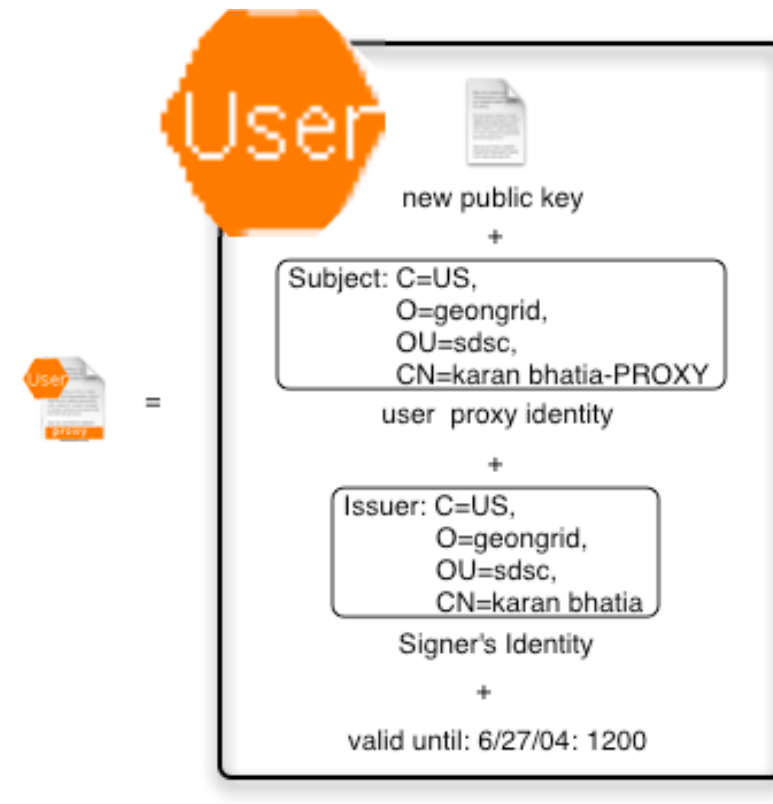 User
new public key
+
Subject: C=US,
O=geongrid,
OU=sdsc,
CN=karan bhatia-PROXY
user proxy identity
+
Issuer: C=US,
O=geongrid,
OU=sdsc,
CN=karan bhatia
Signer's Identity
+
valid until: 6/27/04: 1200
User
proxy
=